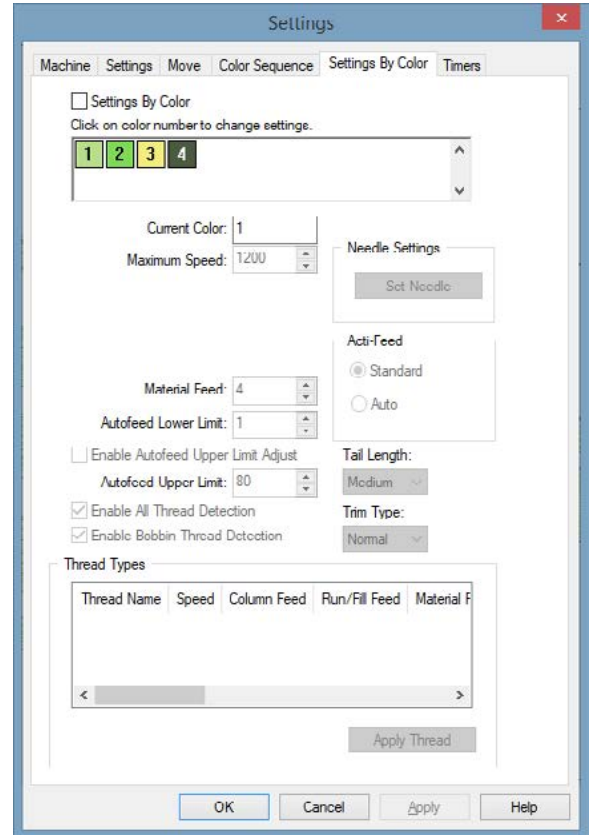 Settings
Machine Settings Move Color Sequence Settings By Color Timers
Settings By Color
Click on color number to change settings.
1 2 3 4
Current Color: 1
Maximum Speed: 1200
Needle Settings
Set Needle
Acti-Feed
Standard
Auto
Material Feed: 4
Autofeed Lower Limit: 1
Enable Autofeed Upper Limit Adjust
Autofeed Upper Limit: 80
Tail Length:
Medium
Enable All Thread Detection
Enable Bobbin Thread Detection
Trim Type:
Normal
Thread Types
Thread Name Speed Column Feed Run/Fill Feed Material F
Apply Thread
OK Cancel Apply Help